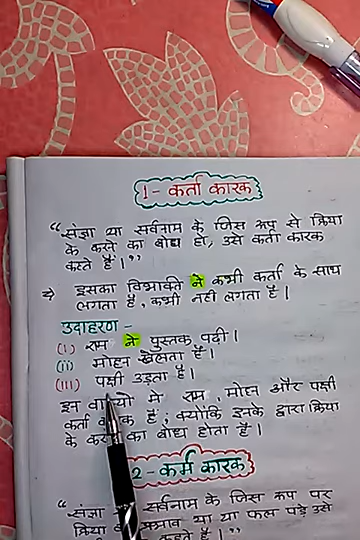 1- कर्ता कारक
“संज्ञा या सर्वनाम के जिस रूप से क्रिया
के करने का बोध हो, उसे कर्ता कारक
कहते हैं।”
⇒ इसका विभक्ति ने कभी कर्ता के साथ
लगता है, कभी नहीं लगता है।
उदाहरण -
(i) राम ने पुस्तक पढ़ी।
(ii) मोहन खेलता है।
(iii) पक्षी उड़ता है।
इन वाक्यो में राम, मोहन और पक्षी
कर्ता कारक हैं; क्योंकि इनके द्वारा क्रिया
के करने का बोध होता है।
2- कर्म कारक
“संज्ञा सर्वनाम के जिस रूप पर
क्रिया प्रभाव या या फल पड़े उसे
कहते हैं।”